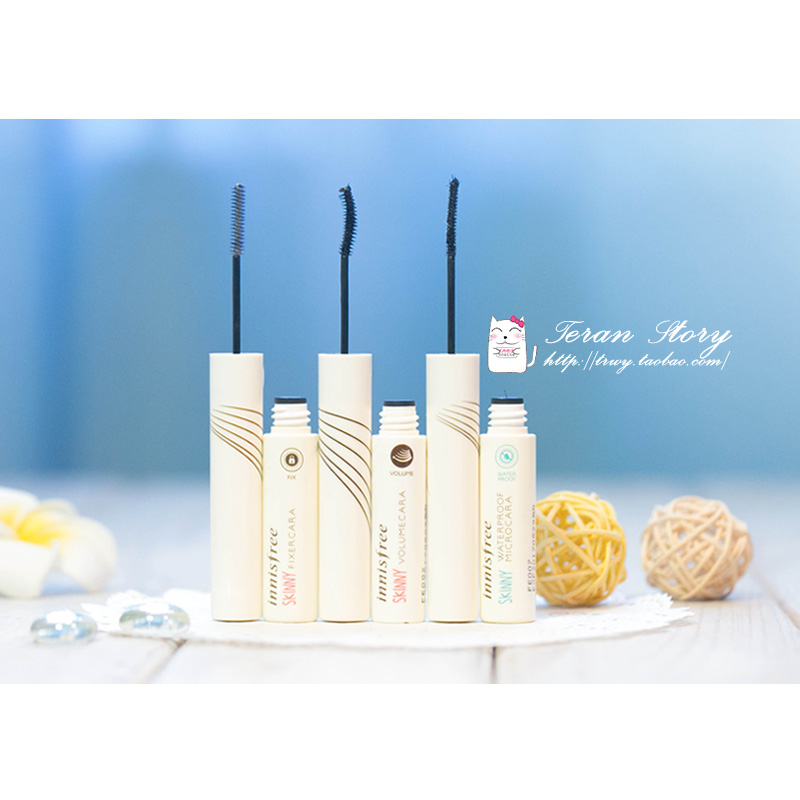 Teran Story
http://trwy.taobao.com/
FIX
innisfree
SKINNY FIXERCARA
VOLUME
innisfree
SKINNY VOLUMECARA
WATER
PROOF
innisfree
SKINNY WATERPROOF
MICROCARA